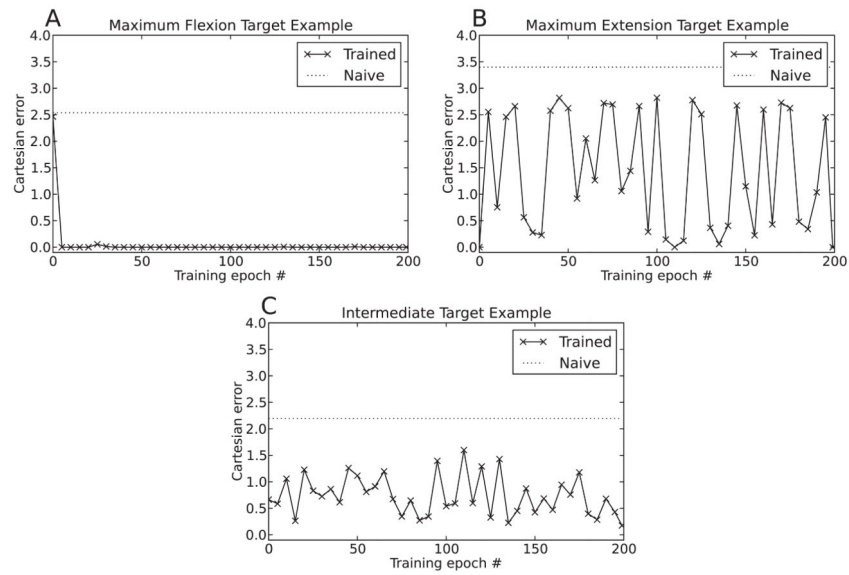 A
Maximum Flexion Target Example
4.0
3.5
3.0
2.5
2.0
1.5
1.0
0.5
0.0
Cartesian error
Trained
Naive
0
50
100
150
200
Training epoch #
B
Maximum Extension Target Example
4.0
3.5
3.0
2.5
2.0
1.5
1.0
0.5
0.0
Cartesian error
Trained
Naive
0
50
100
150
200
Training epoch #
C
Intermediate Target Example
4.0
3.5
3.0
2.5
2.0
1.5
1.0
0.5
0.0
Cartesian error
Trained
Naive
0
50
100
150
200
Training epoch #